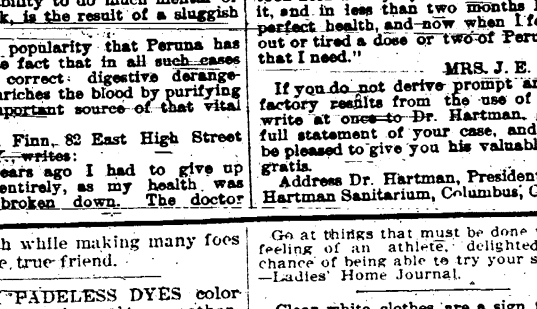 bility to do much mental or
k, is the result of a sluggish
popularity that Peruna has
e fact that in all such cases
correct: digestive derange-
nriches the blood by purifying
mportant source of that vital
Finn, 82 East High Street
writes:
ears ago I had to give up
entirely, as my health was
broken down. The doctor
h while making many foes
e, true friend.
PADELESS DYES color
it, and in less than two months I
perfect health, and now when I f
out or tired a dose or two of Peru
that I need."
MRS. J. E.
If you do not derive prompt an
factory results from the use of
write at once to Dr. Hartman,
full statement of your case, and
be pleased to give you his valuabl
gratis.
Address Dr. Hartman, Presiden
Hartman Sanitarium, Columbus, O
Go at things that must be done
feeling of an athlete, delighted
chance of being able to try your s
—Ladies' Home Journal.
Clean white clothes are a sign